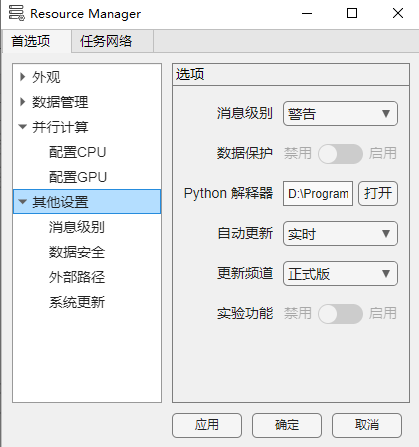 Resource Manager
首选项 任务网络
外观
数据管理
并行计算
配置CPU
配置GPU
其他设置
消息级别
数据安全
外部路径
系统更新
选项
消息级别 警告
数据保护 禁用 启用
Python 解释器 D:\Program 打开
自动更新 实时
更新频道 正式版
实验功能 禁用 启用
应用 确定 取消